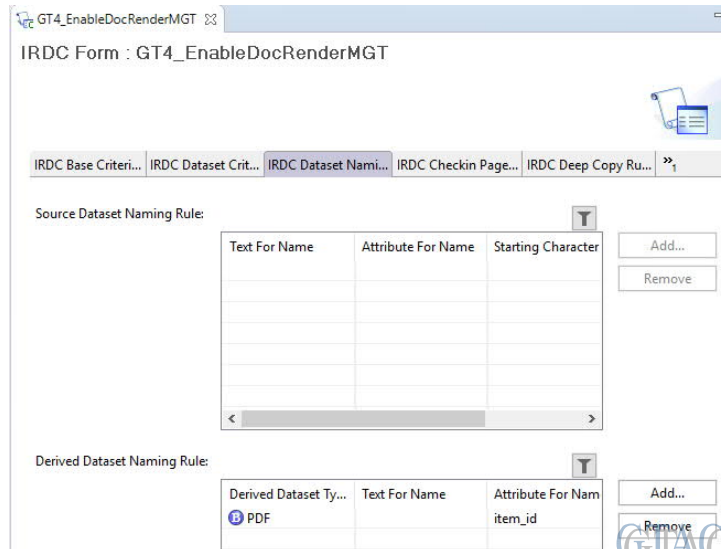 GT4_EnableDocRenderMGT
IRDC Form : GT4_EnableDocRenderMGT
IRDC Base Criteri... IRDC Dataset Crit... IRDC Dataset Nami... IRDC Checkin Page... IRDC Deep Copy Ru... »1
Source Dataset Naming Rule:
Text For Name Attribute For Name Starting Character Add...
Remove
Derived Dataset Naming Rule:
Derived Dataset Ty... Text For Name Attribute For Nam Add...
B PDF item_id Remove
GTAC